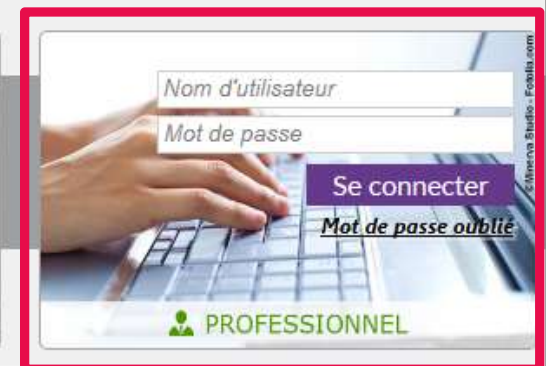 Nom d'utilisateur
Mot de passe
Se connecter
Mot de passe oublié
PROFESSIONNEL
©Minerva Studio - Fotolia.com